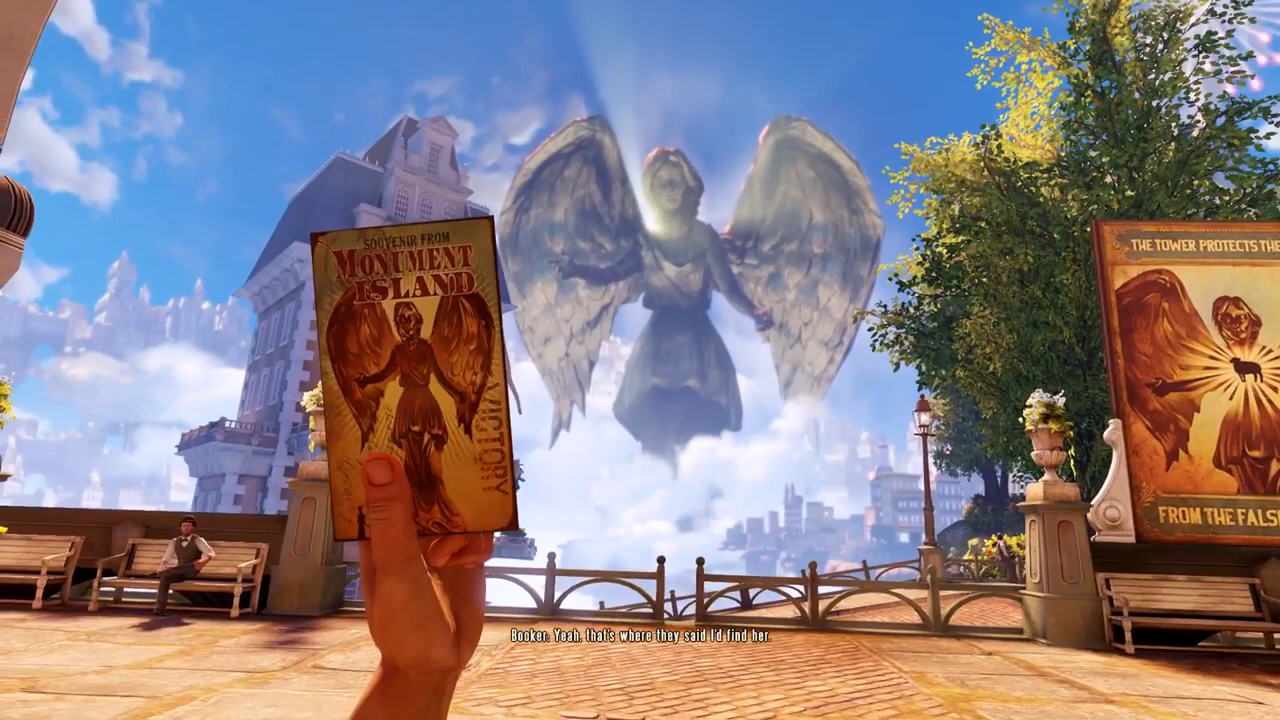 SOUVENIR FROM
MONUMENT
ISLAND
VICTORY
THE TOWER PROTECTS THE
FROM THE FALS
Booker: Yeah, that's where they said I'd find her.